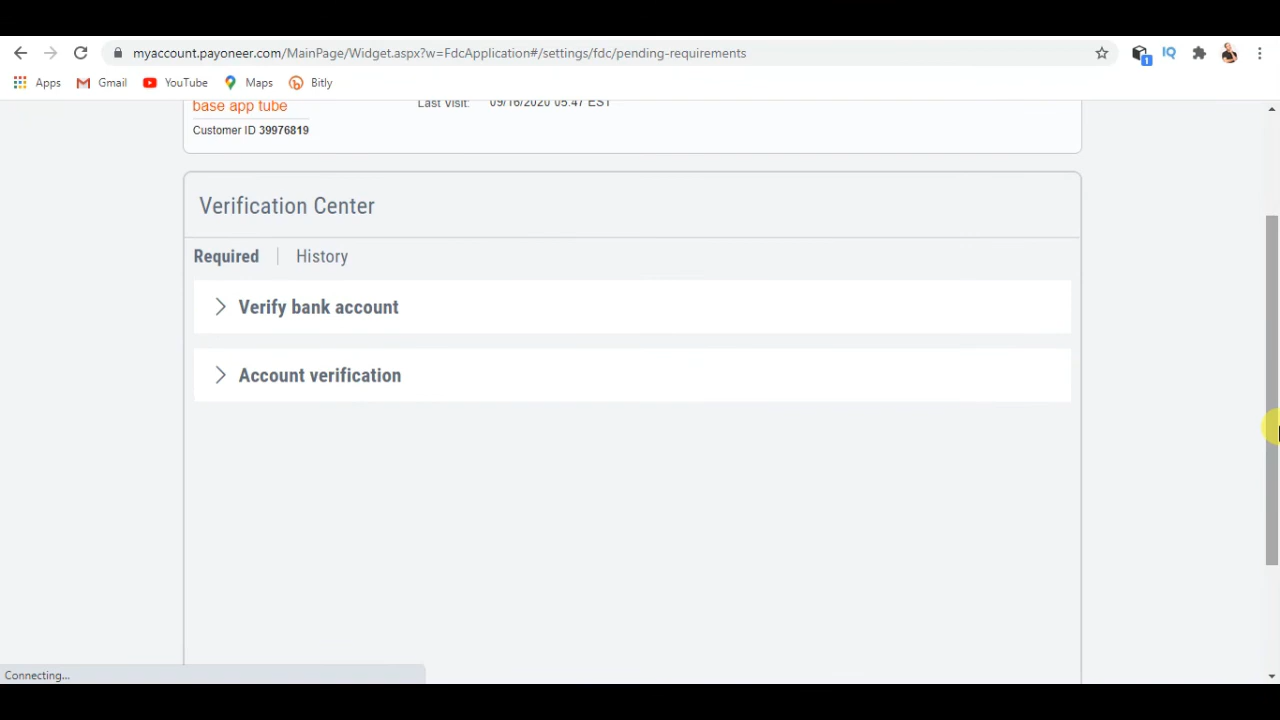 myaccount.payoneer.com/MainPage/Widget.aspx?w=FdcApplication#/settings/fdc/pending-requirements
1
IQ
Apps Gmail YouTube Maps Bitly
base app tube Last Visit: 09/16/2020 05:47 EST
Customer ID 39976819
Verification Center
Required History
Verify bank account
Account verification
Connecting...